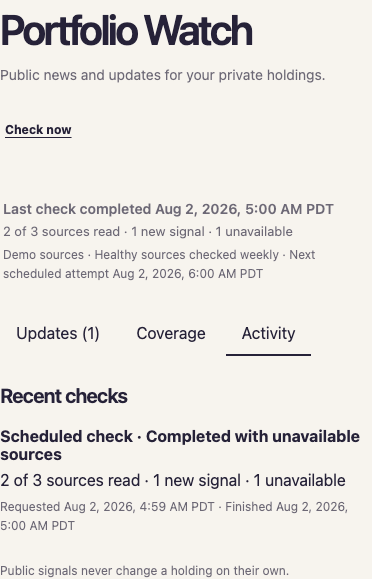 Portfolio Watch
Public news and updates for your private holdings.
Check now
Last check completed Aug 2, 2026, 5:00 AM PDT
2 of 3 sources read · 1 new signal · 1 unavailable
Demo sources · Healthy sources checked weekly · Next
scheduled attempt Aug 2, 2026, 6:00 AM PDT
Updates (1) Coverage Activity
Recent checks
Scheduled check · Completed with unavailable
sources
2 of 3 sources read · 1 new signal · 1 unavailable
Requested Aug 2, 2026, 4:59 AM PDT · Finished Aug 2, 2026,
5:00 AM PDT
Public signals never change a holding on their own.